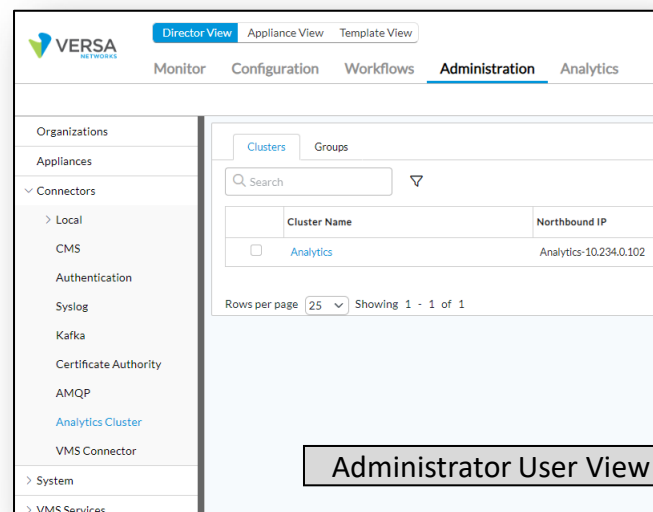 VERSA
NETWORKS
Director View Appliance View Template View
Monitor Configuration Workflows Administration Analytics
Organizations
Appliances
Connectors
Local
CMS
Authentication
Syslog
Kafka
Certificate Authority
AMQP
Analytics Cluster
VMS Connector
System
VMS Services
Clusters Groups
Search
Cluster Name Northbound IP
Analytics Analytics-10.234.0.102
Rows per page 25 Showing 1 - 1 of 1
Administrator User View